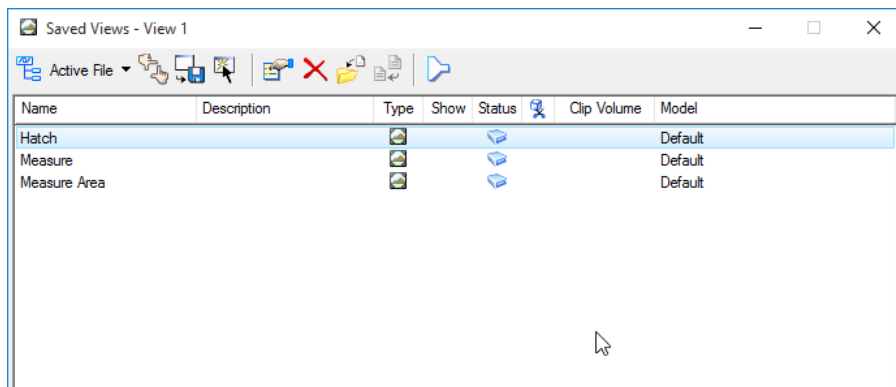 Saved Views - View 1
Active File
Name Description Type Show Status Clip Volume Model
Hatch Default
Measure Default
Measure Area Default